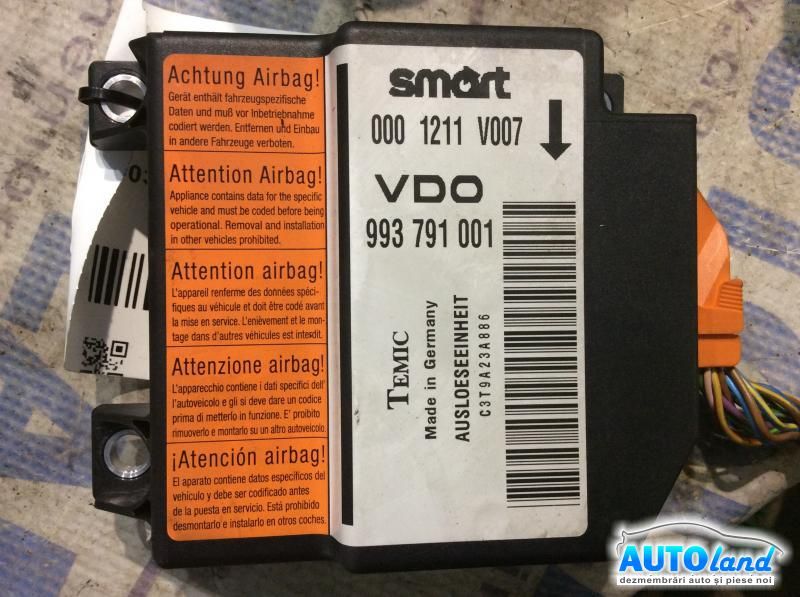 Achtung Airbag!
Gerät enthält fahrzeugspezifische
Daten und muß vor Inbetriebnahme
codiert werden. Entfernen und Einbau
in andere Fahrzeuge verboten.
Attention Airbag!
Appliance contains data for the specific
vehicle and must be coded before being
operational. Removal and installation
in other vehicles prohibited.
Attention airbag!
L'appareil renferme des données spéci-
fiques au véhicule et doit être codé avant
la mise en service. L'enlèvement et le mon-
tage dans d'autres véhicules est interdit.
Attenzione airbag!
L'apparecchio contiene i dati specifici dell'
l'autoveicolo e gli si deve dare un codice
prima di metterlo in funzione. E' proibito
rimuoverlo e montarlo su un altro autoveicolo.
¡Atención airbag!
El aparato contiene datos específicos del
vehículo y debe ser codificado antes
de la puesta en servicio. Está prohibido
desmontarlo e instalarlo en otros coches.
smart
000 1211 V007
VDO
993 791 001
TEMIC
Made in Germany
AUSLOESEEINHEIT
C3T9A23A886
AUTOland
dezmembrări auto și piese noi